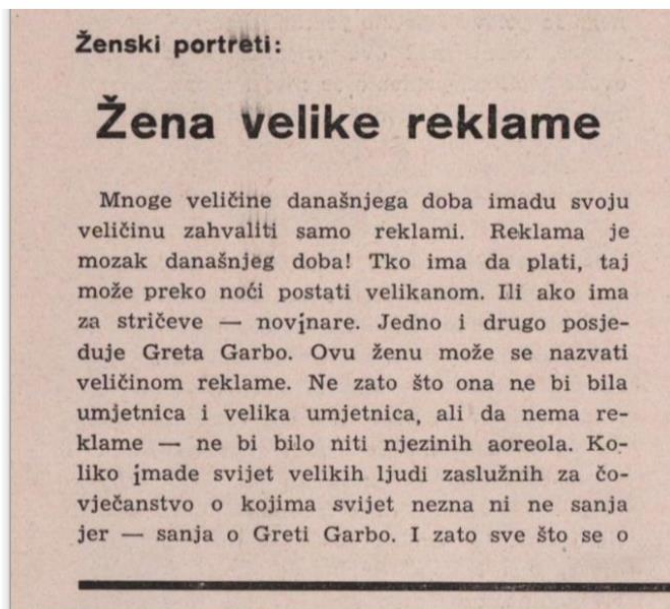 Ženski portreti:
Žena velike reklame
Mnoge veličine današnjega doba imadu svoju
veličinu zahvaliti samo reklami. Reklama je
mozak današnjeg doba! Tko ima da plati, taj
može preko noći postati velikanom. Ili ako ima
za stričeve — novinare. Jedno i drugo posje-
duje Greta Garbo. Ovu ženu može se nazvati
veličinom reklame. Ne zato što ona ne bi bila
umjetnica i velika umjetnica, ali da nema re-
klame — ne bi bilo niti njezinih aoreola. Ko-
liko imade svijet velikih ljudi zaslužnih za čo-
vječanstvo o kojima svijet nezna ni ne sanja
jer — sanja o Greti Garbo. I zato sve što se o